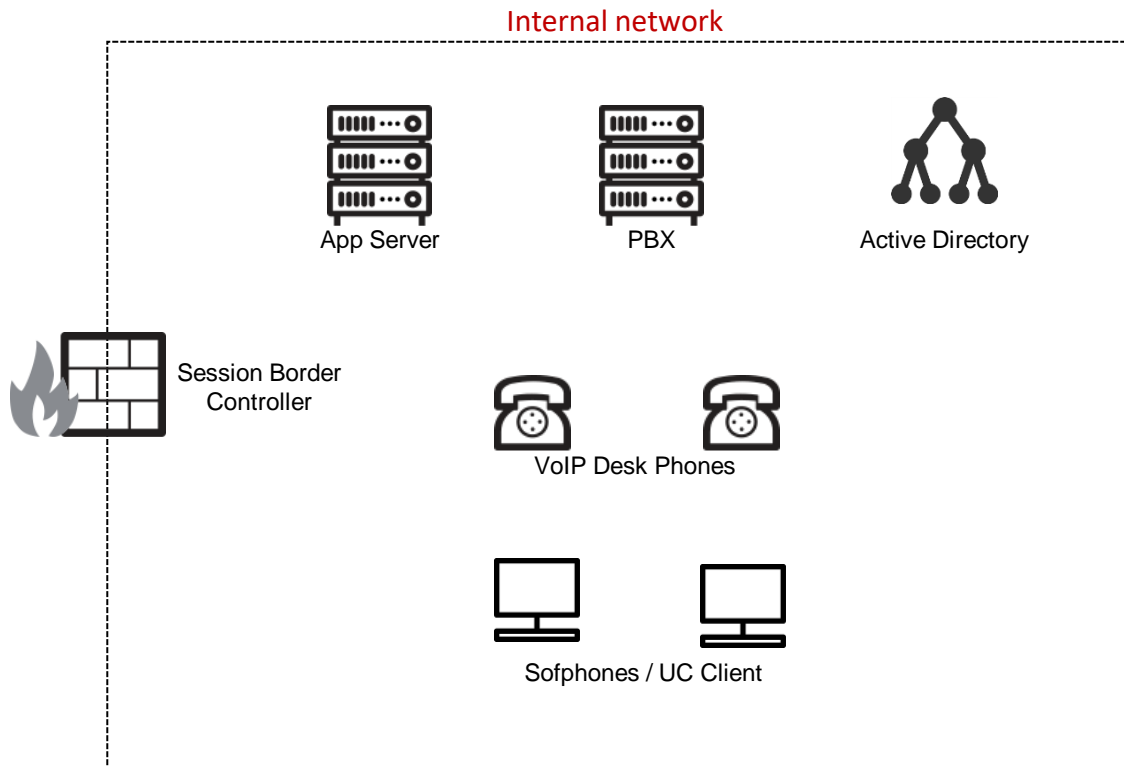 Internal network
App Server
PBX
Active Directory
Session Border
Controller
VoIP Desk Phones
Sofphones / UC Client